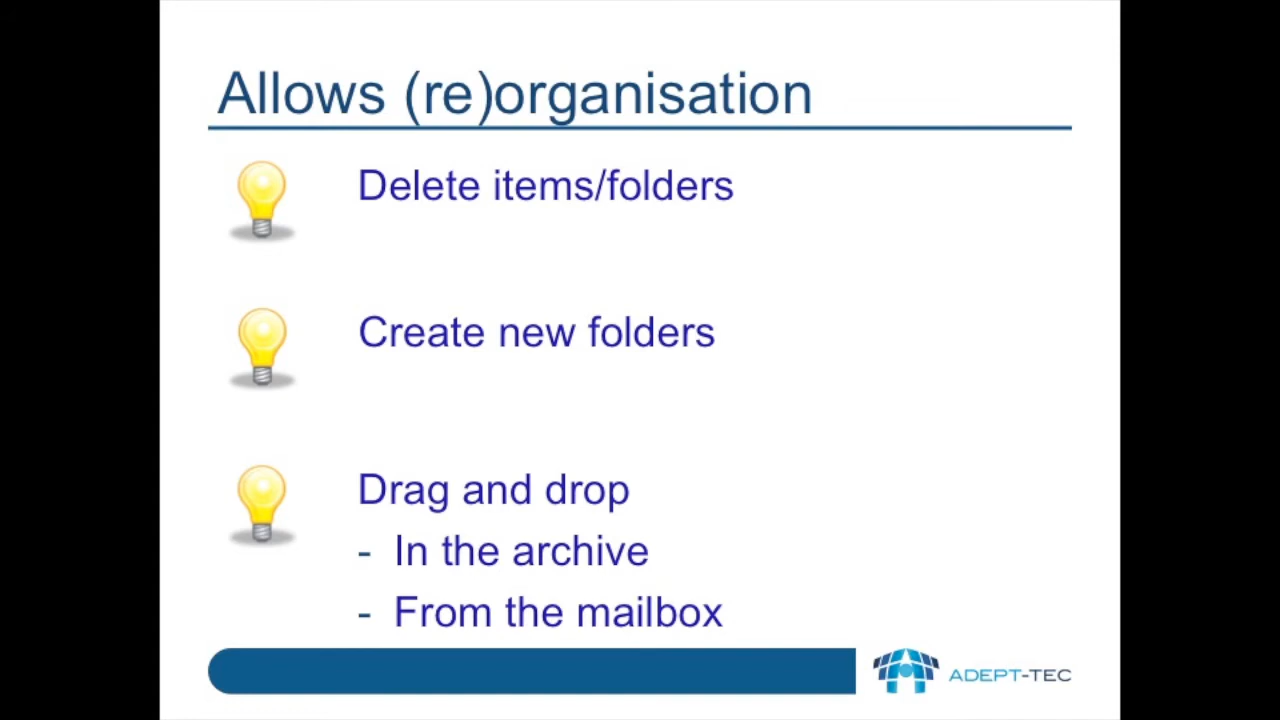 Allows (re)organisation
Delete items/folders
Create new folders
Drag and drop
- In the archive
- From the mailbox
ADEPT-TEC